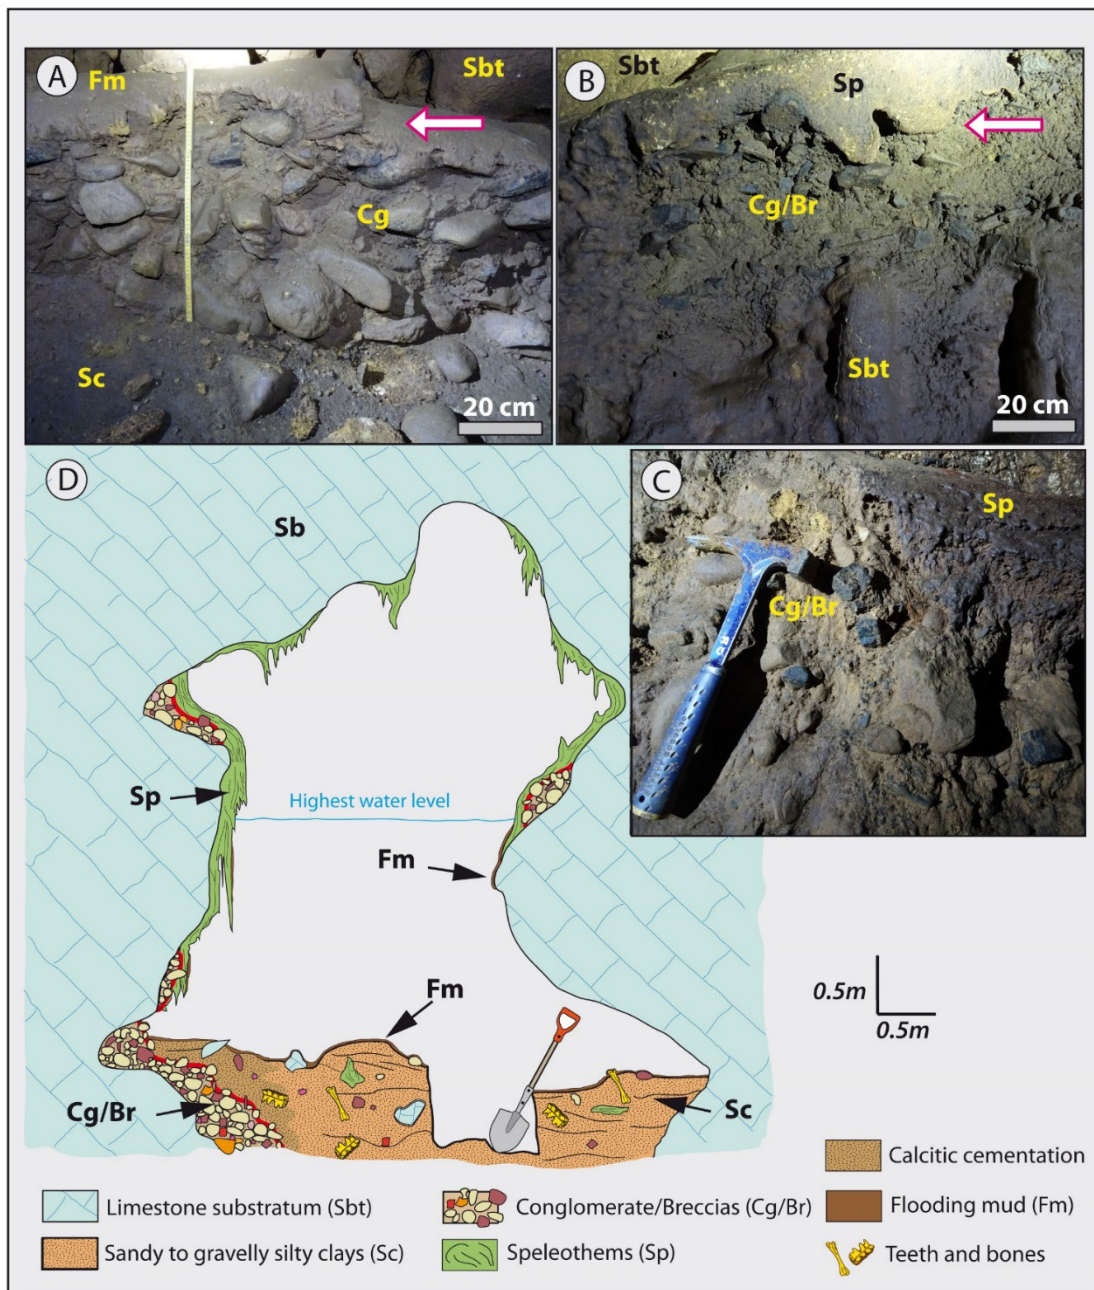 A
Fm
Sbt
Cg
Sc
20 cm
B
Sbt
Sp
Cg/Br
Sbt
20 cm
C
Sp
Cg/Br
D
Sb
Sp
Highest water level
Fm
Fm
Cg/Br
Sc
0.5m
0.5m
Calcitic cementation
Limestone substratum (Sbt)
Conglomerate/Breccias (Cg/Br)
Flooding mud (Fm)
Sandy to gravelly silty clays (Sc)
Speleothems (Sp)
Teeth and bones